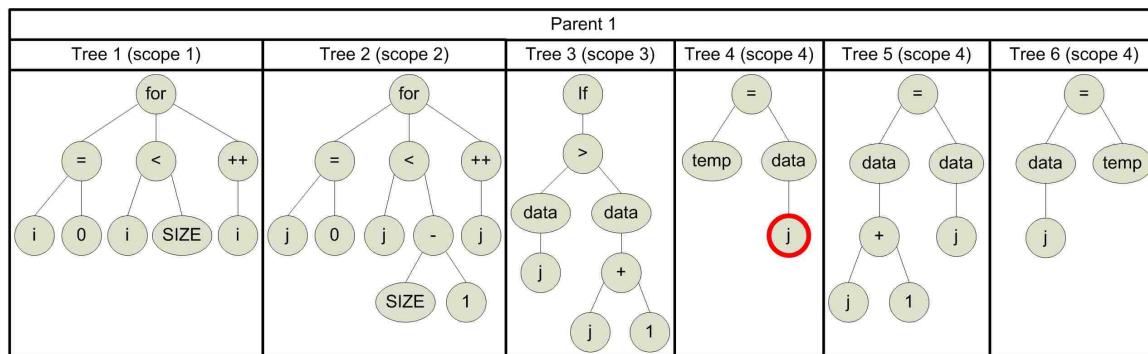 Parent 1
Tree 1 (scope 1) Tree 2 (scope 2) Tree 3 (scope 3) Tree 4 (scope 4) Tree 5 (scope 4) Tree 6 (scope 4)
for for If = = =
= < ++ = < ++ > temp data data data data temp
i 0 i SIZE i j 0 j - j data data j + j j
SIZE 1 j + j 1
j 1